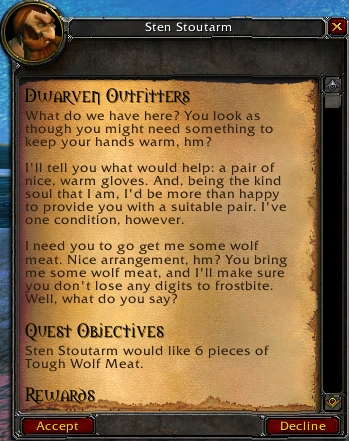 Sten Stoutarm
Dwarven Outfitters
What do we have here? You look as
though you might need something to
keep your hands warm, hm?
I'll tell you what would help: a pair of
nice, warm gloves. And, being the kind
soul that I am, I'd be more than happy
to provide you with a suitable pair. I've
one condition, however.
I need you to go get me some wolf
meat. Nice arrangement, hm? You bring
me some wolf meat, and I'll make sure
you don't lose any digits to frostbite.
Well, what do you say?
Quest Objectives
Sten Stoutarm would like 6 pieces of
Tough Wolf Meat.
Rewards
Accept
Decline